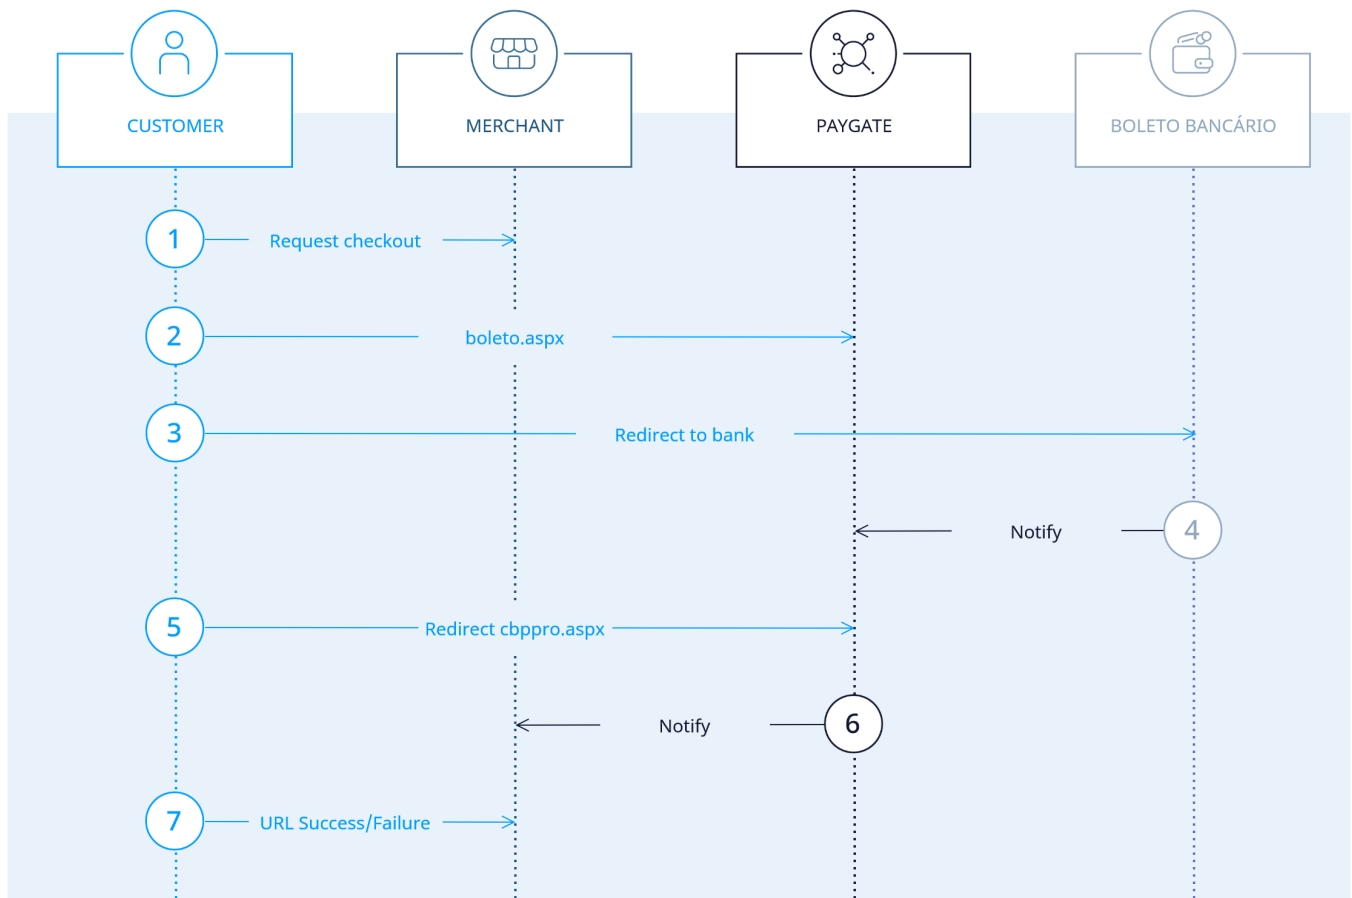 CUSTOMER
MERCHANT
PAYGATE
BOLETO BANCÁRIO
1
Request checkout
2
boleto.aspx
3
Redirect to bank
4
Notify
5
Redirect cbppro.aspx
6
Notify
7
URL Success/Failure